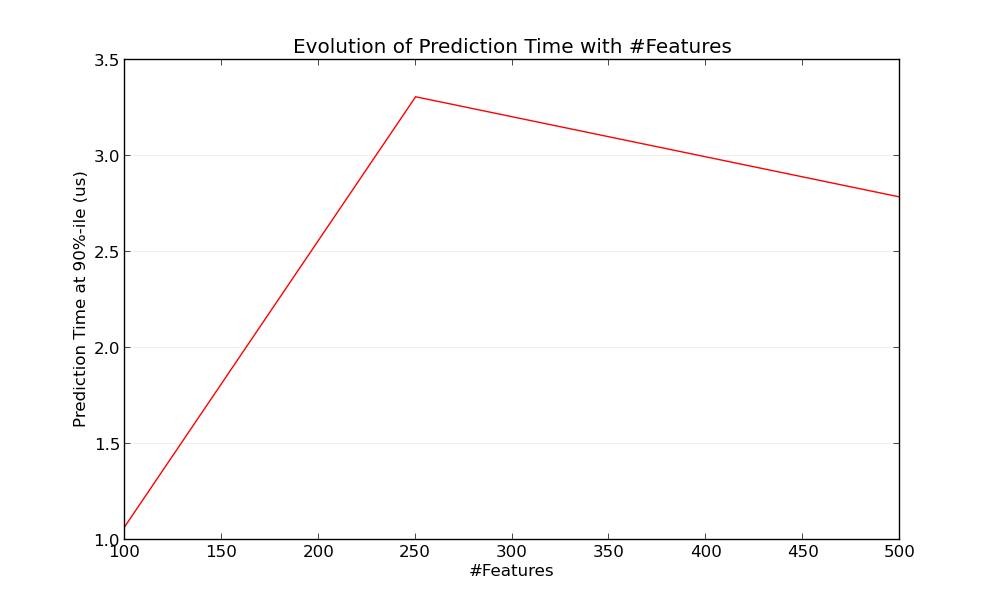 Evolution of Prediction Time with #Features
3.5
3.0
2.5
2.0
1.5
1.0
Prediction Time at 90%-ile (us)
100 150 200 250 300 350 400 450 500
#Features